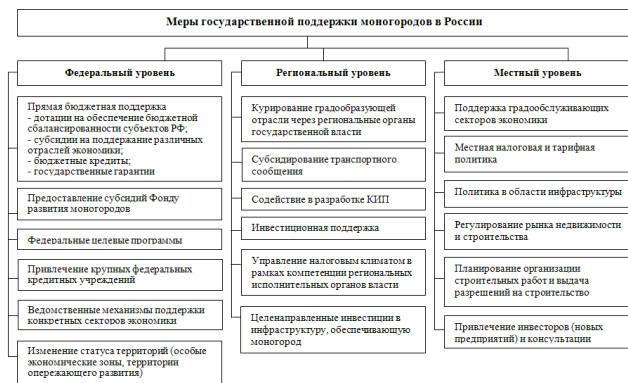 Меры государственной поддержки моногородов в России
Федеральный уровень
Прямая бюджетная поддержка
- дотации на обеспечение бюджетной
сбалансированности субъектов РФ;
- субсидии на поддержание различных
отраслей экономики;
- бюджетные кредиты;
- государственные гарантии
Предоставление субсидий Фонду
развития моногородов
Федеральные целевые программы
Привлечение крупных федеральных
кредитных учреждений
Ведомственные механизмы поддержки
конкретных секторов экономики
Изменение статуса территорий (особые
экономические зоны, территории
опережающего развития)
Региональный уровень
Курирование градообразующей
отрасли через региональные органы
государственной власти
Субсидирование транспортного
сообщения
Содействие в разработке КИП
Инвестиционная поддержка
Управление налоговым климатом в
рамках компетенции региональных
исполнительных органов власти
Целенаправленные инвестиции в
инфраструктуру, обеспечивающую
моногород
Местный уровень
Поддержка градообслуживающих
секторов экономики
Местная налоговая и тарифная
политика
Политика в области инфраструктуры
Регулирование рынка недвижимости
и строительства
Планирование организации
строительных работ и выдача
разрешений на строительство
Привлечение инвесторов (новых
предприятий) и консультации